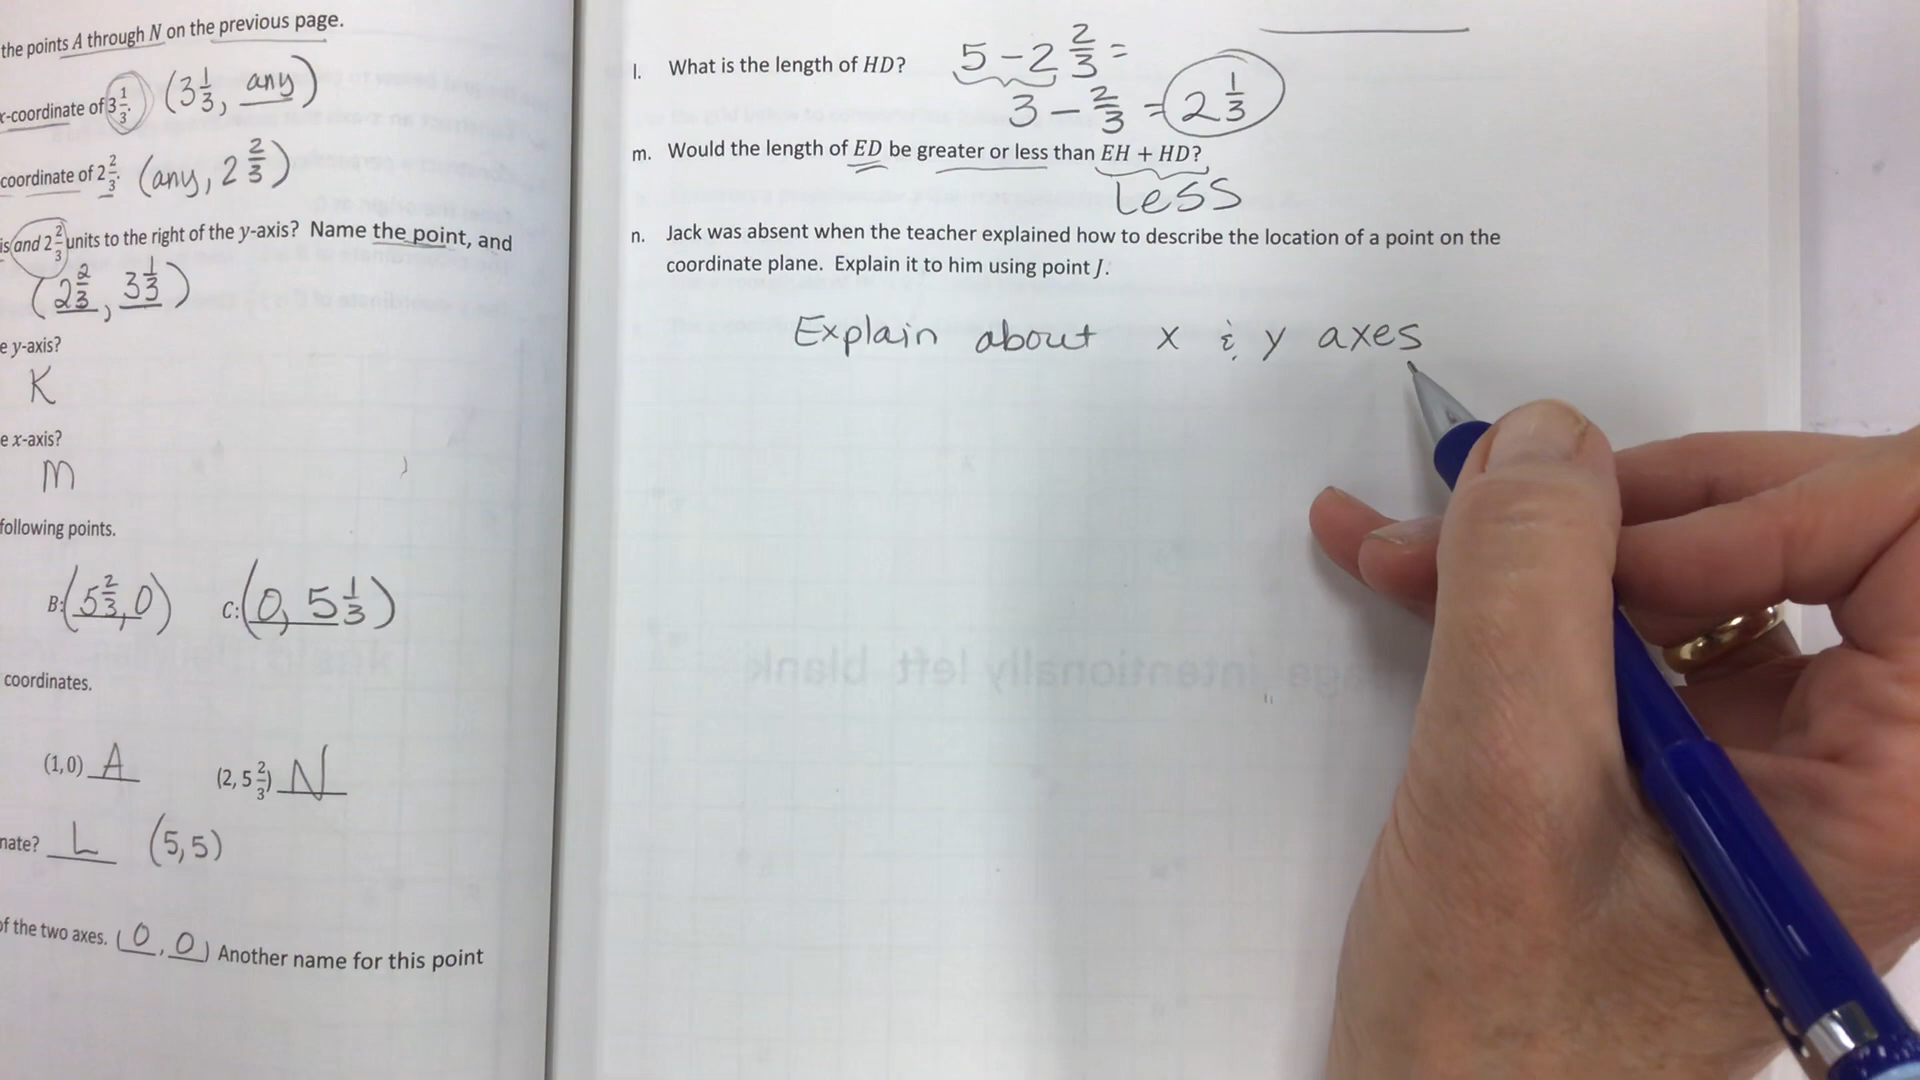 the points A through N on the previous page.
x-coordinate of 3 1/3. (3 1/3, any)
coordinate of 2 2/3. (any, 2 2/3)
is and 2 2/3 units to the right of the y-axis? Name the point, and
(2 2/3, 3 1/3)
e y-axis?
K
e x-axis?
M
following points.
B: (5 2/3, 0) C: (0, 5 1/3)
coordinates.
(1,0) A (2, 5 2/3) N
nate? L (5,5)
of the two axes. (0, 0) Another name for this point
l. What is the length of HD? 5 - 2 2/3 =
3 - 2/3 = 2 1/3
m. Would the length of ED be greater or less than EH + HD?
less
n. Jack was absent when the teacher explained how to describe the location of a point on the
coordinate plane. Explain it to him using point J.
Explain about x & y axes
intentionally left blank